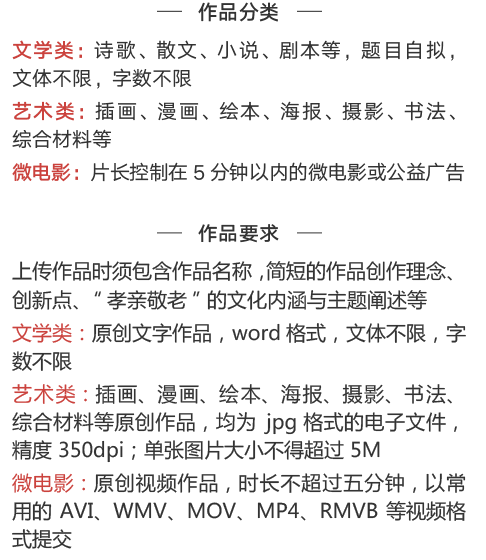 作品分类
文学类：诗歌、散文、小说、剧本等，题目自拟，
文体不限，字数不限
艺术类：插画、漫画、绘本、海报、摄影、书法、
综合材料等
微电影：片长控制在 5 分钟以内的微电影或公益广告
作品要求
上传作品时须包含作品名称，简短的作品创作理念、
创新点、“孝亲敬老”的文化内涵与主题阐述等
文学类：原创文字作品，word 格式，文体不限，字
数不限
艺术类：插画、漫画、绘本、海报、摄影、书法、
综合材料等原创作品，均为 jpg 格式的电子文件，
精度 350dpi；单张图片大小不得超过 5M
微电影：原创视频作品，时长不超过五分钟，以常
用的 AVI、WMV、MOV、MP4、RMVB 等视频格
式提交